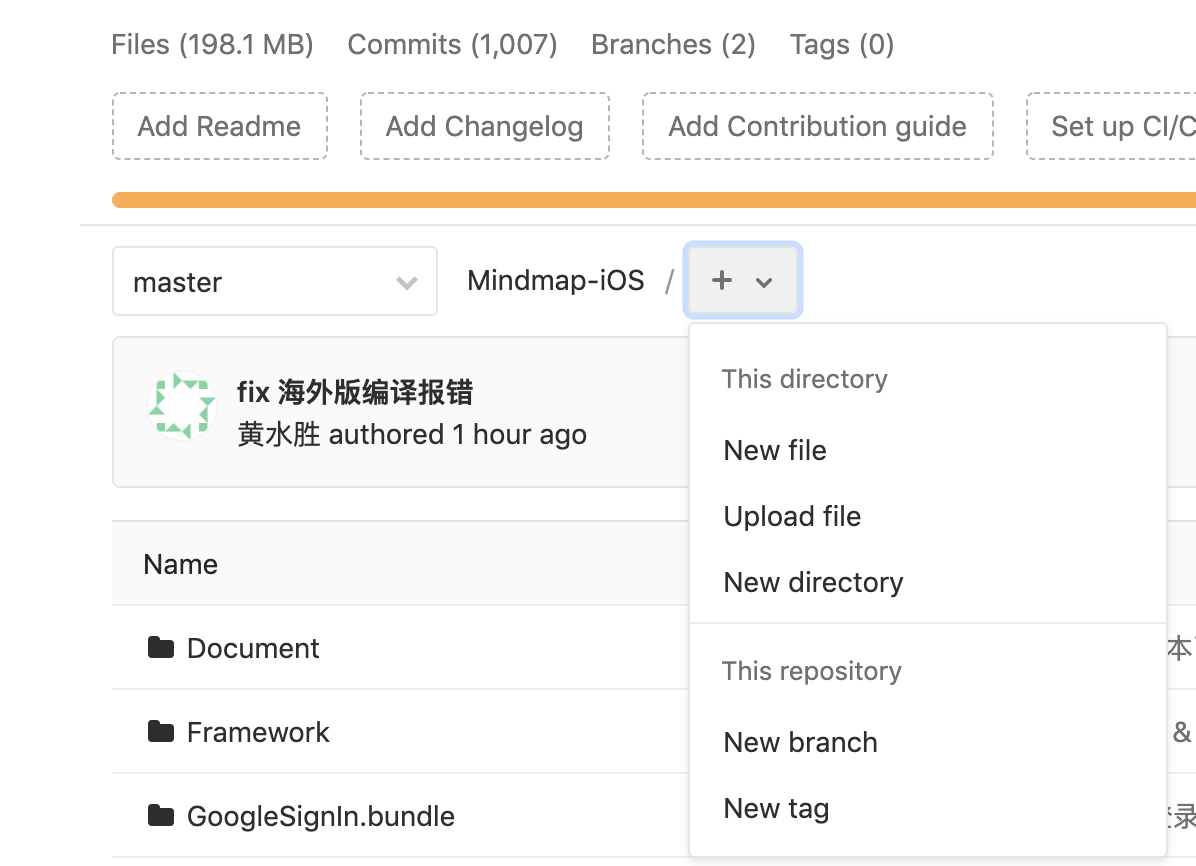 Files (198.1 MB) Commits (1,007) Branches (2) Tags (0)
Add Readme Add Changelog Add Contribution guide Set up CI/C
master Mindmap-iOS / +
fix 海外版编译报错
黄水胜 authored 1 hour ago
This directory
New file
Upload file
New directory
This repository
New branch
New tag
Name
Document 本
Framework &
GoogleSignIn.bundle 录